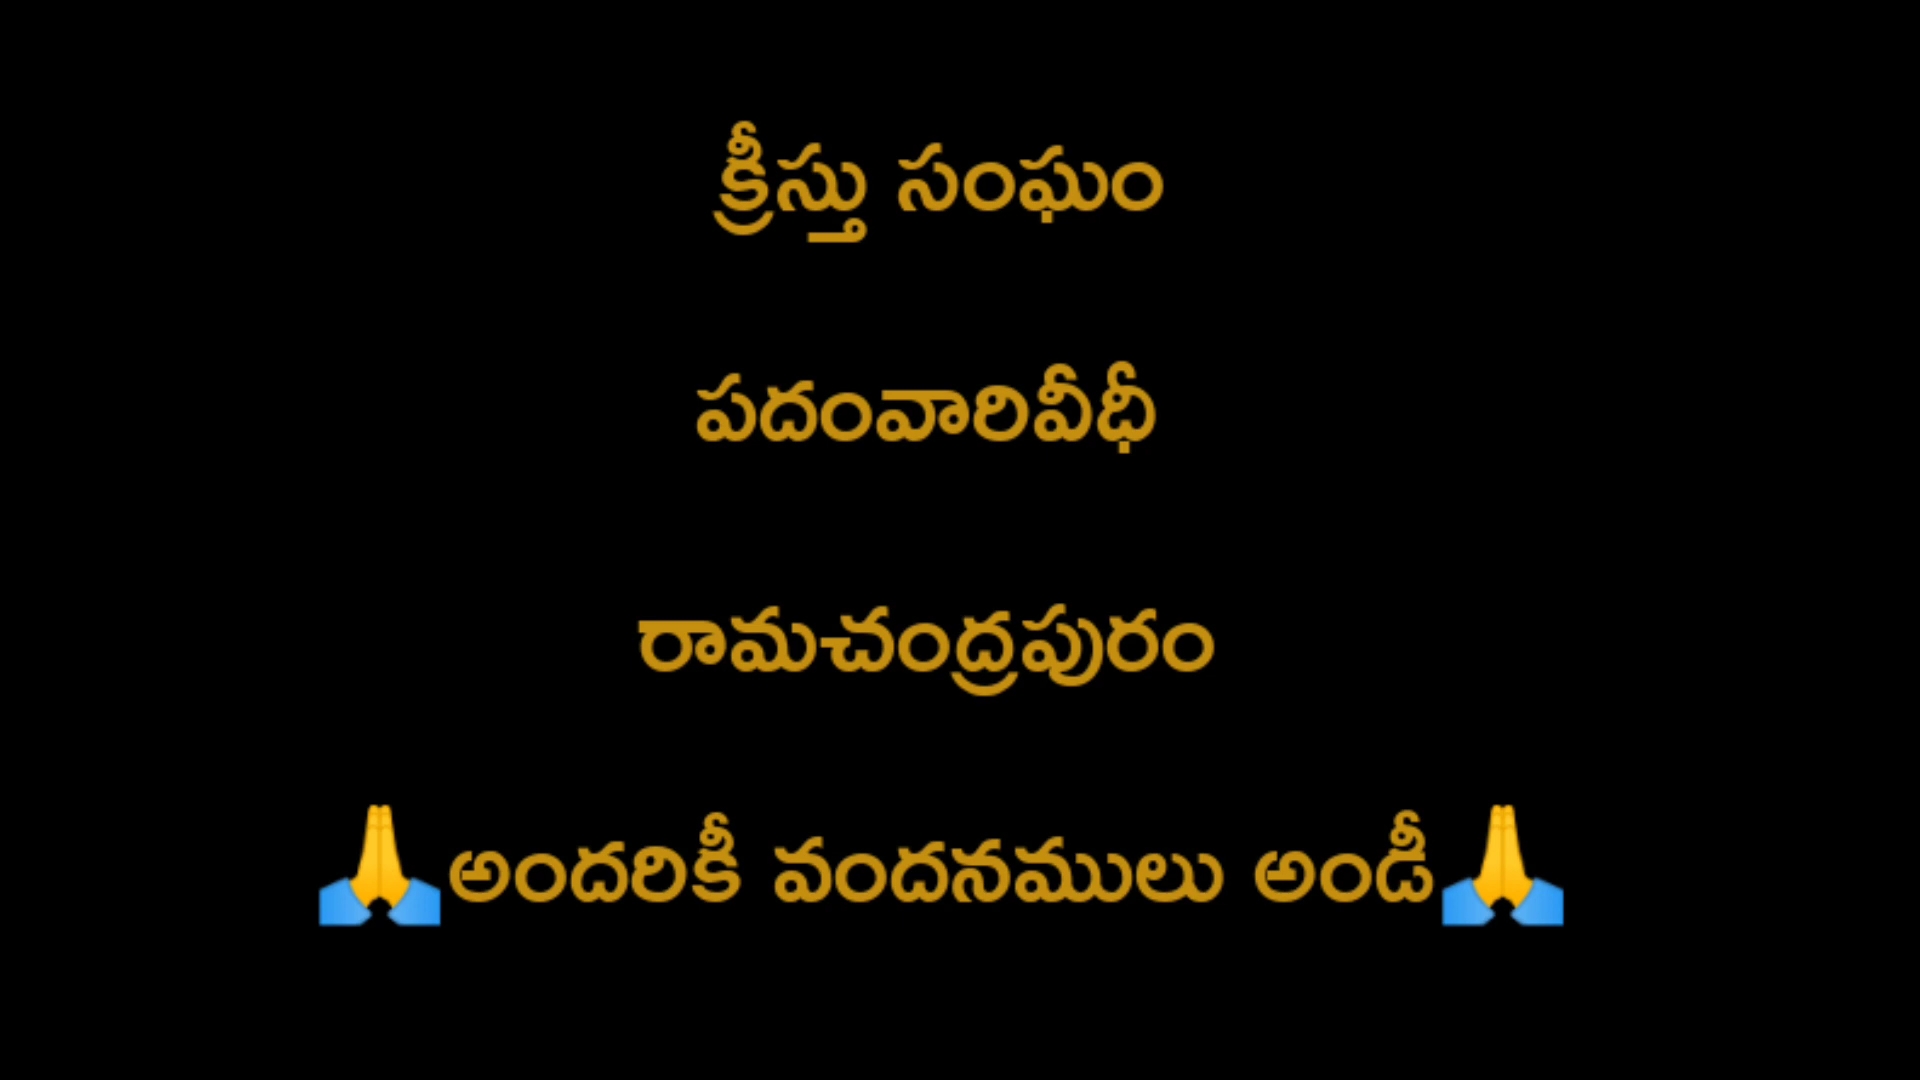 క్రీస్తు సంఘం
పదంవారివీధీ
రామచంద్రపురం
🙏అందరికీ వందనములు అండీ🙏